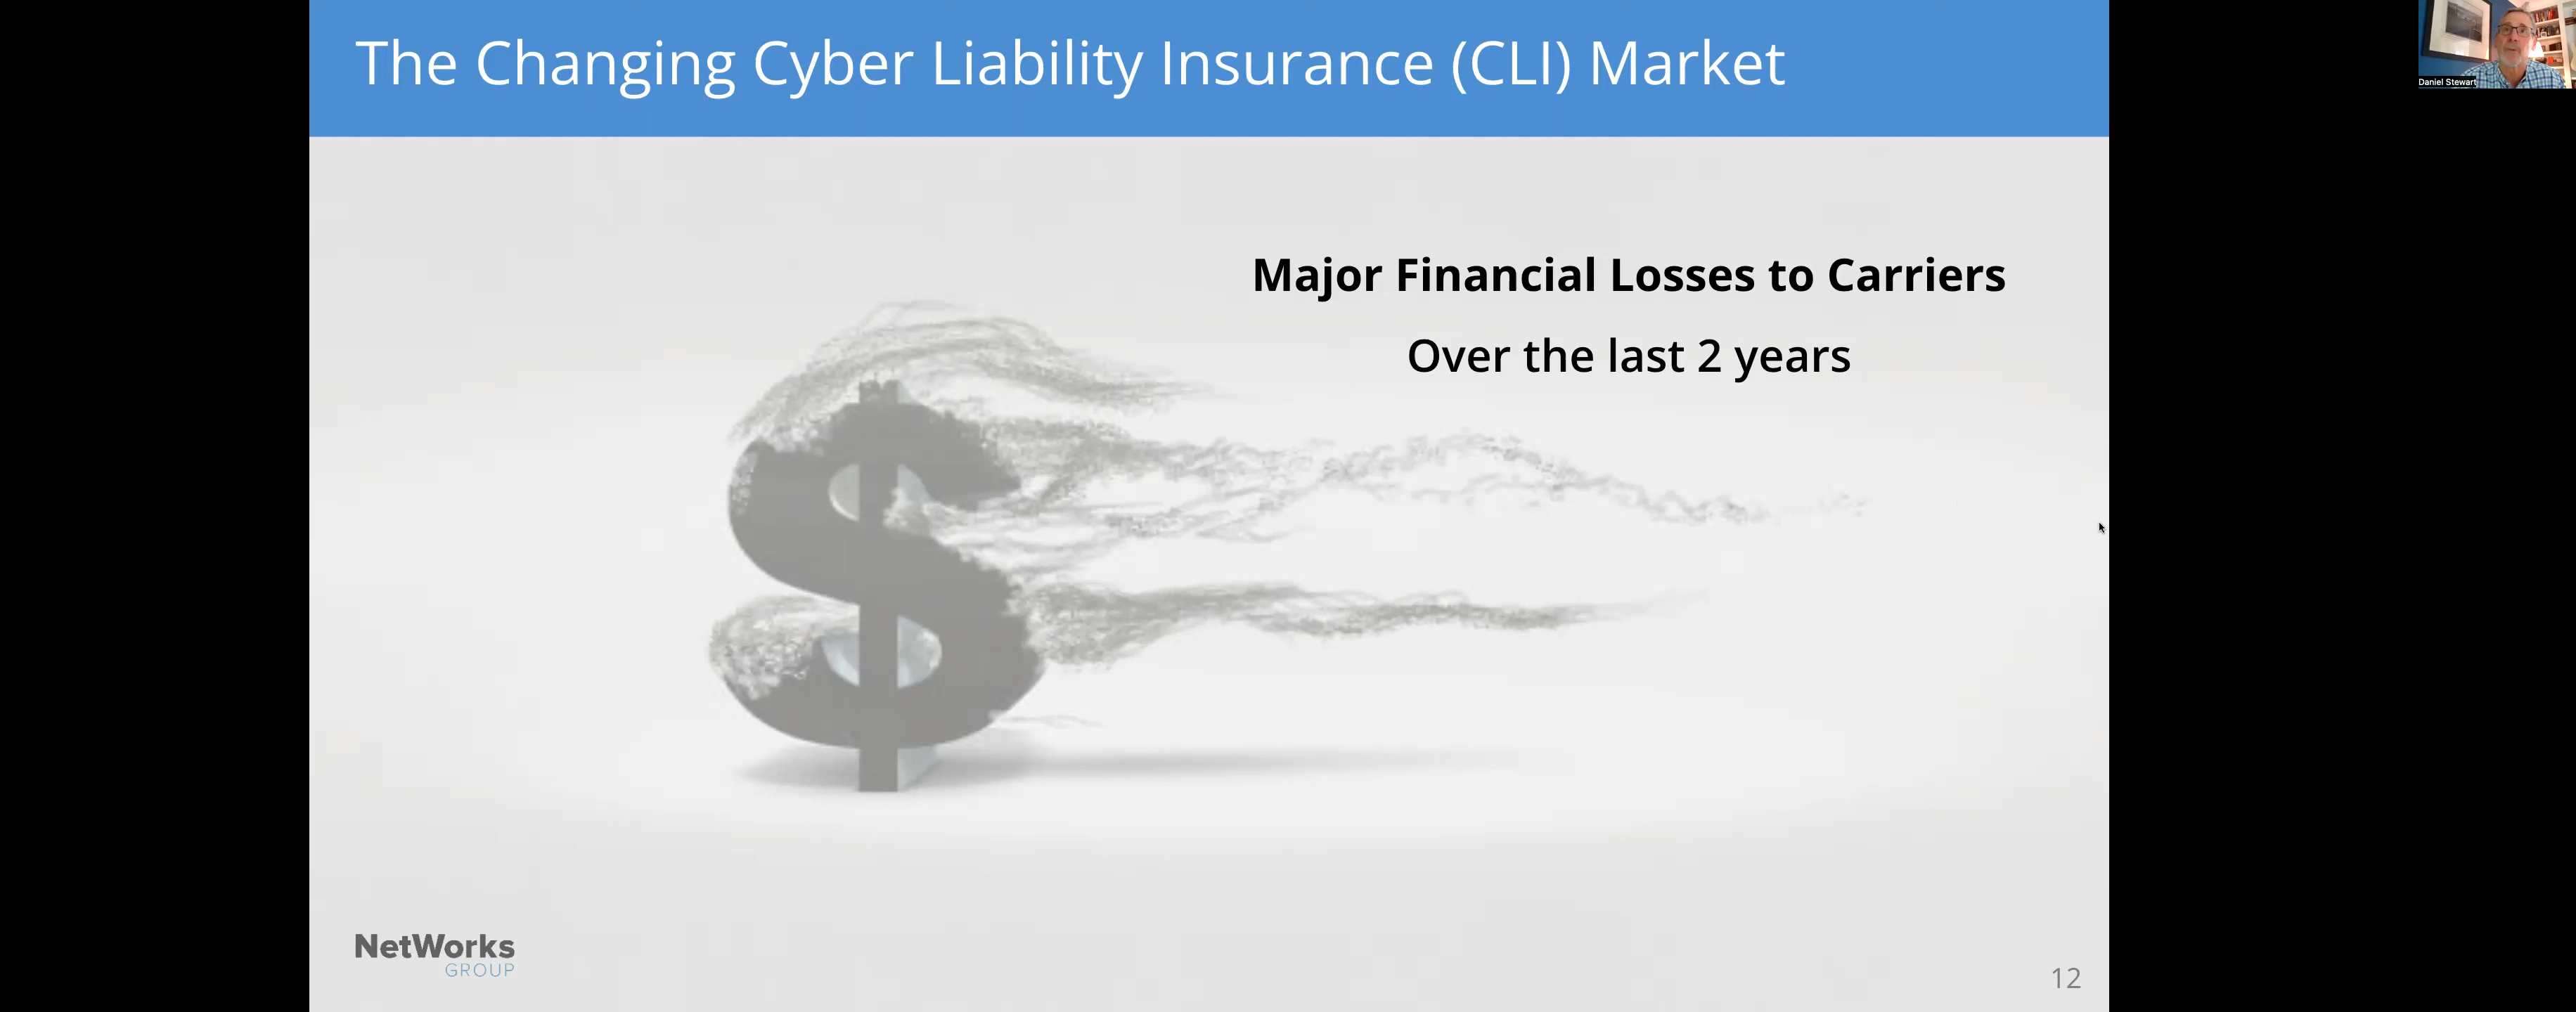 The Changing Cyber Liability Insurance (CLI) Market
Daniel Stewart
Major Financial Losses to Carriers
Over the last 2 years
NetWorks
GROUP
12